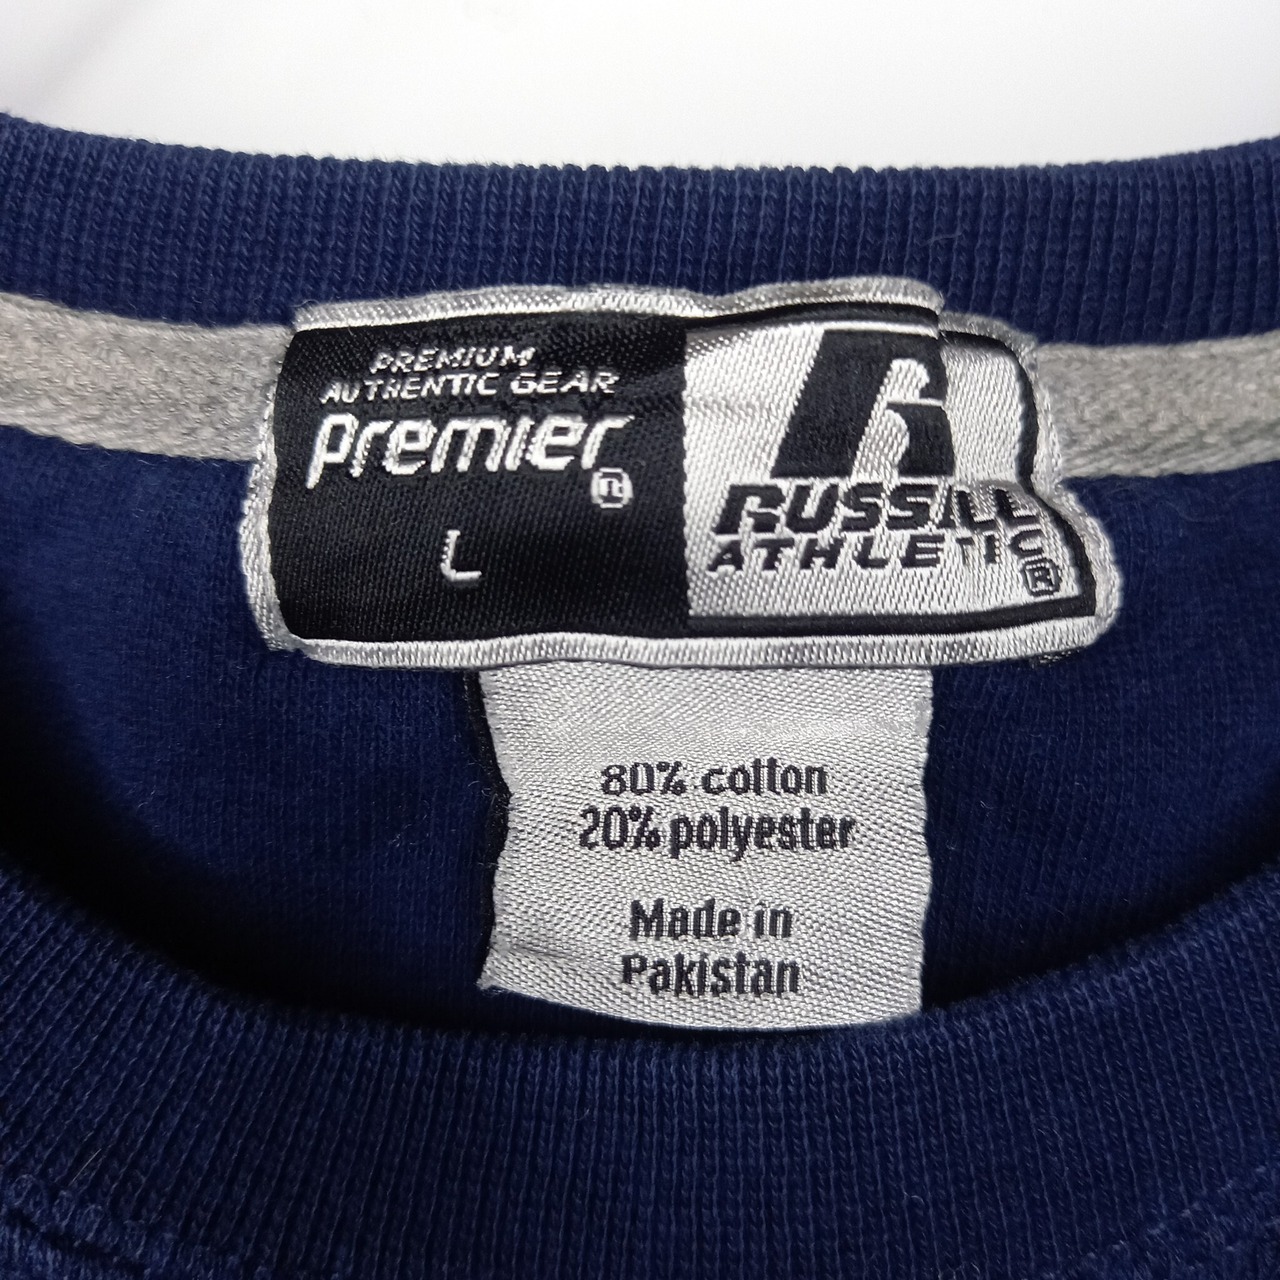 PREMIUM
AUTHENTIC GEAR
Premier ®
L
R
RUSSELL
ATHLETIC ®
80% cotton
20% polyester
Made in
Pakistan